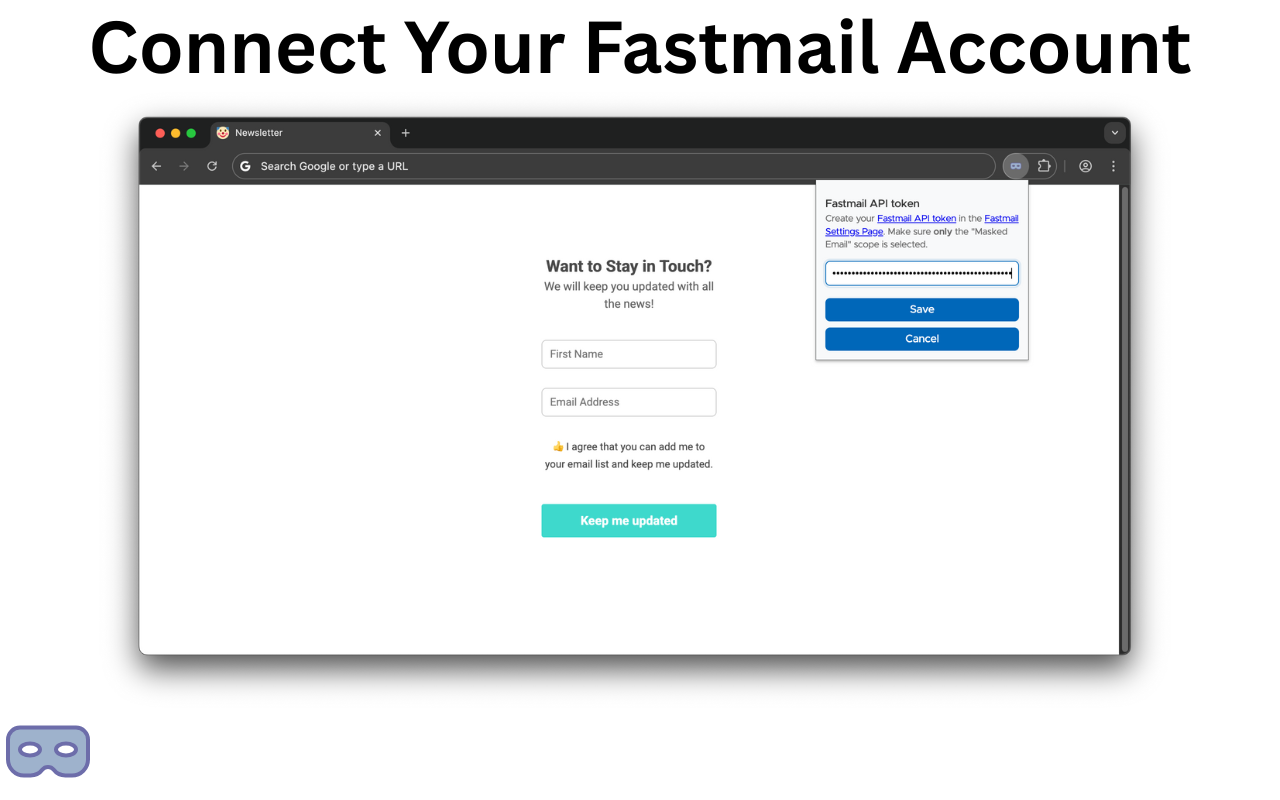 Connect Your Fastmail Account
Newsletter
Search Google or type a URL
Fastmail API token
Create your Fastmail API token in the Fastmail
Settings Page. Make sure only the "Masked
Email" scope is selected.
••••••••••••••••••••••••••••••••••••••••••••••••
Save
Cancel
Want to Stay in Touch?
We will keep you updated with all
the news!
First Name
Email Address
👍 I agree that you can add me to
your email list and keep me updated.
Keep me updated